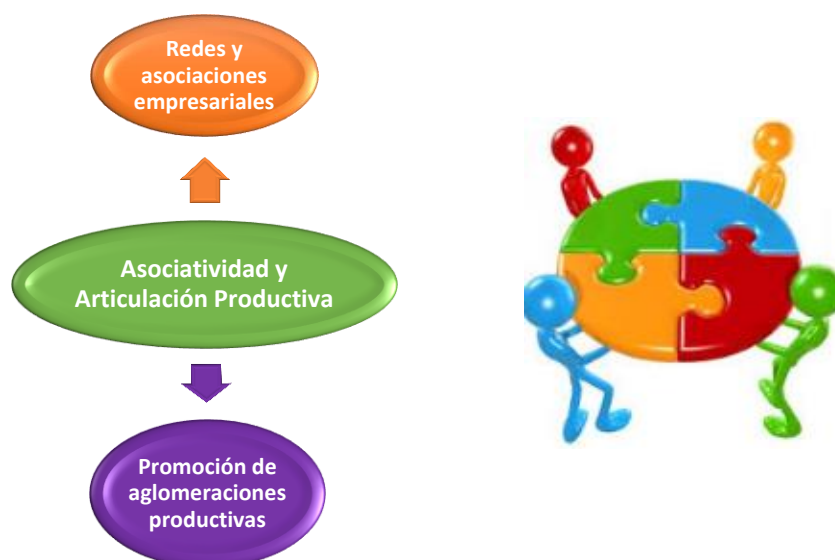 Redes y
asociaciones
empresariales
Asociatividad y
Articulación Productiva
Promoción de
aglomeraciones
productivas